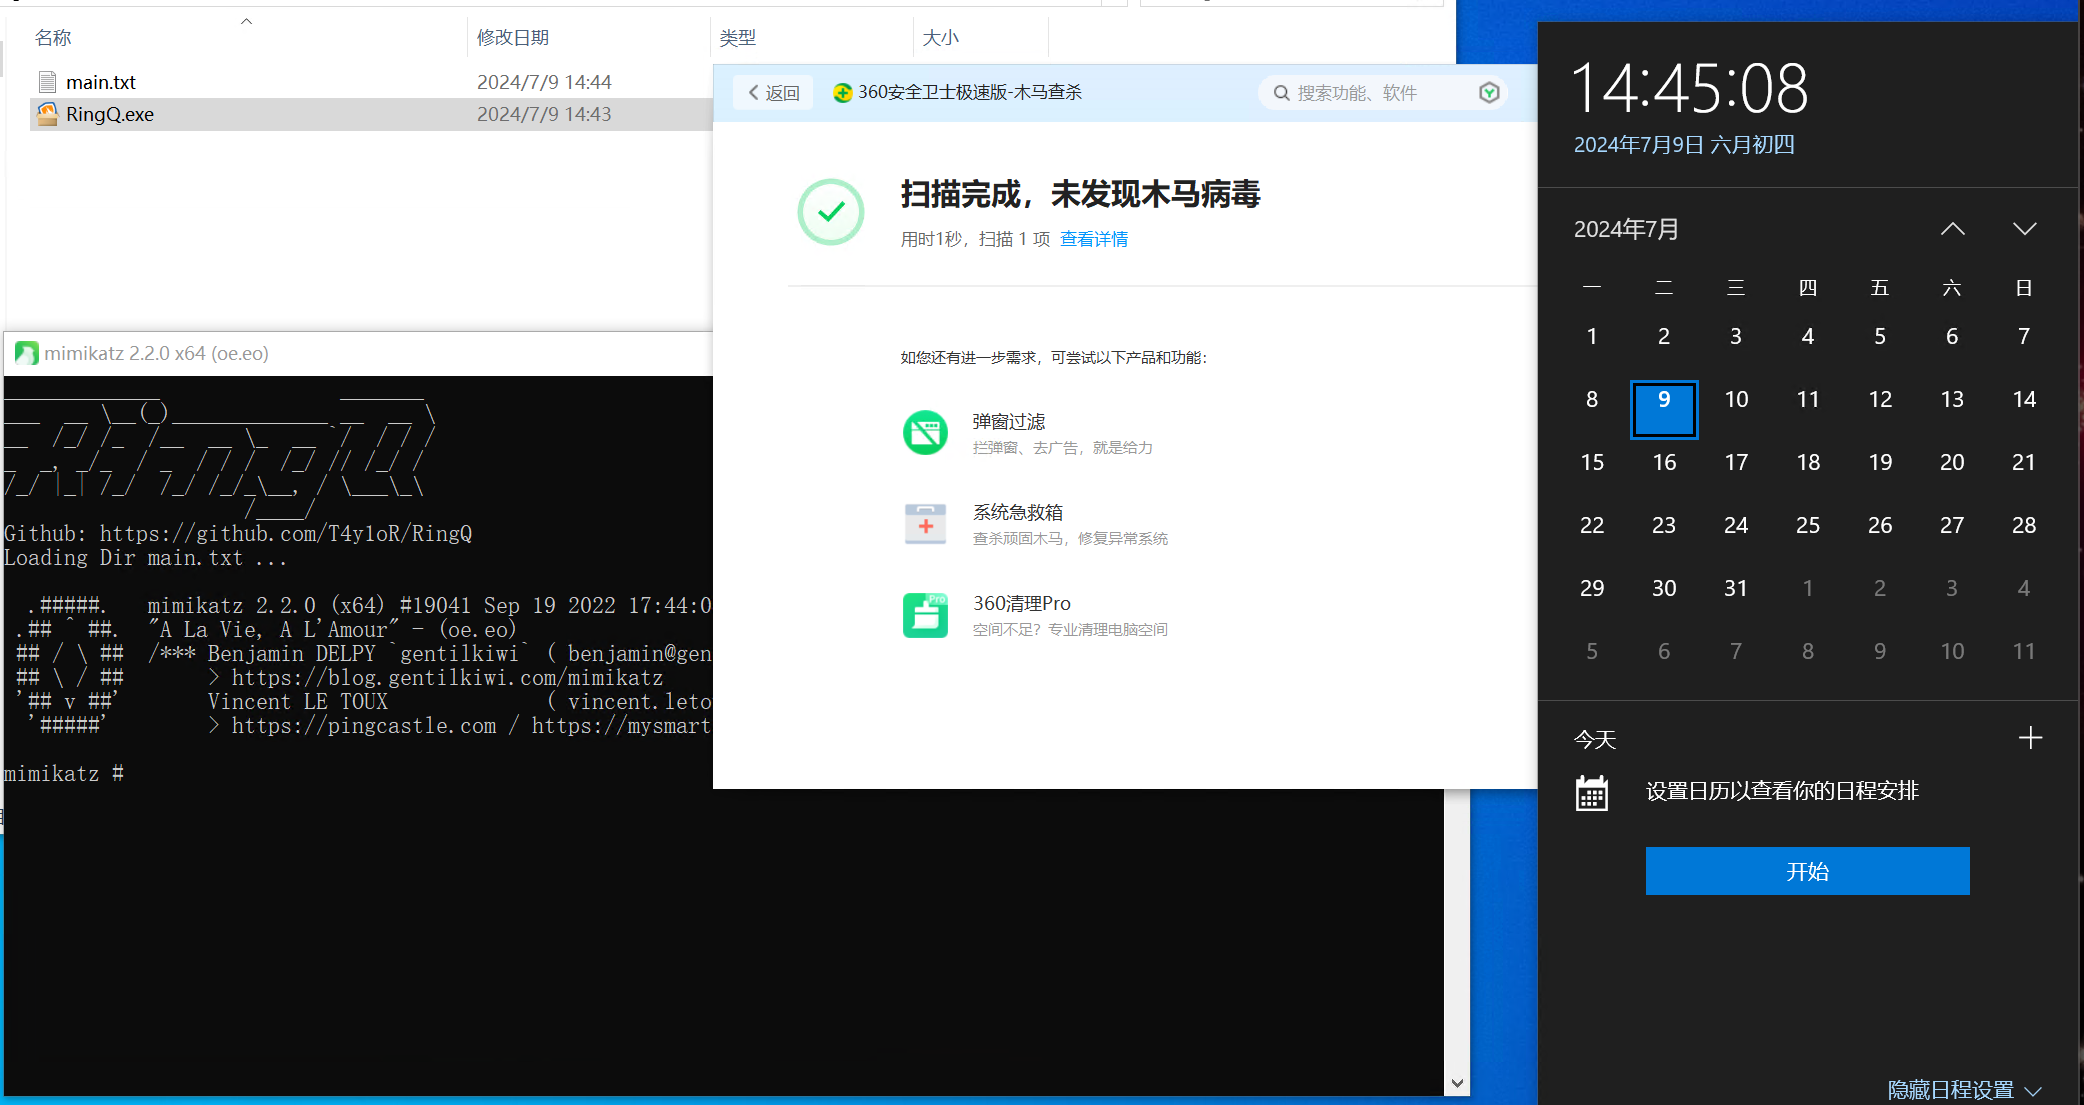 名称
修改日期
类型
大小
main.txt
2024/7/9 14:44
RingQ.exe
2024/7/9 14:43
返回
360安全卫士极速版-木马查杀
搜索功能、软件
扫描完成，未发现木马病毒
用时1秒，扫描 1 项 查看详情
如您还有进一步需求，可尝试以下产品和功能：
弹窗过滤
拦弹窗、去广告，就是给力
系统急救箱
查杀顽固木马，修复异常系统
Pro
360清理Pro
空间不足？专业清理电脑空间
mimikatz 2.2.0 x64 (oe.eo)
RingQ
Github: https://github.com/T4y1oR/RingQ
Loading Dir main.txt ...
.#####. mimikatz 2.2.0 (x64) #19041 Sep 19 2022 17:44:0
.## ^ ##. "A La Vie, A L'Amour" - (oe.eo)
## / \ ## /*** Benjamin DELPY `gentilkiwi` ( benjamin@gen
## \ / ## > https://blog.gentilkiwi.com/mimikatz
'## v ##' Vincent LE TOUX ( vincent.leto
'#####' > https://pingcastle.com / https://mysmart
mimikatz #
14:45:08
2024年7月9日 六月初四
2024年7月
一 二 三 四 五 六 日
1 2 3 4 5 6 7
8 9 10 11 12 13 14
15 16 17 18 19 20 21
22 23 24 25 26 27 28
29 30 31 1 2 3 4
5 6 7 8 9 10 11
今天
设置日历以查看你的日程安排
开始
隐藏日程设置